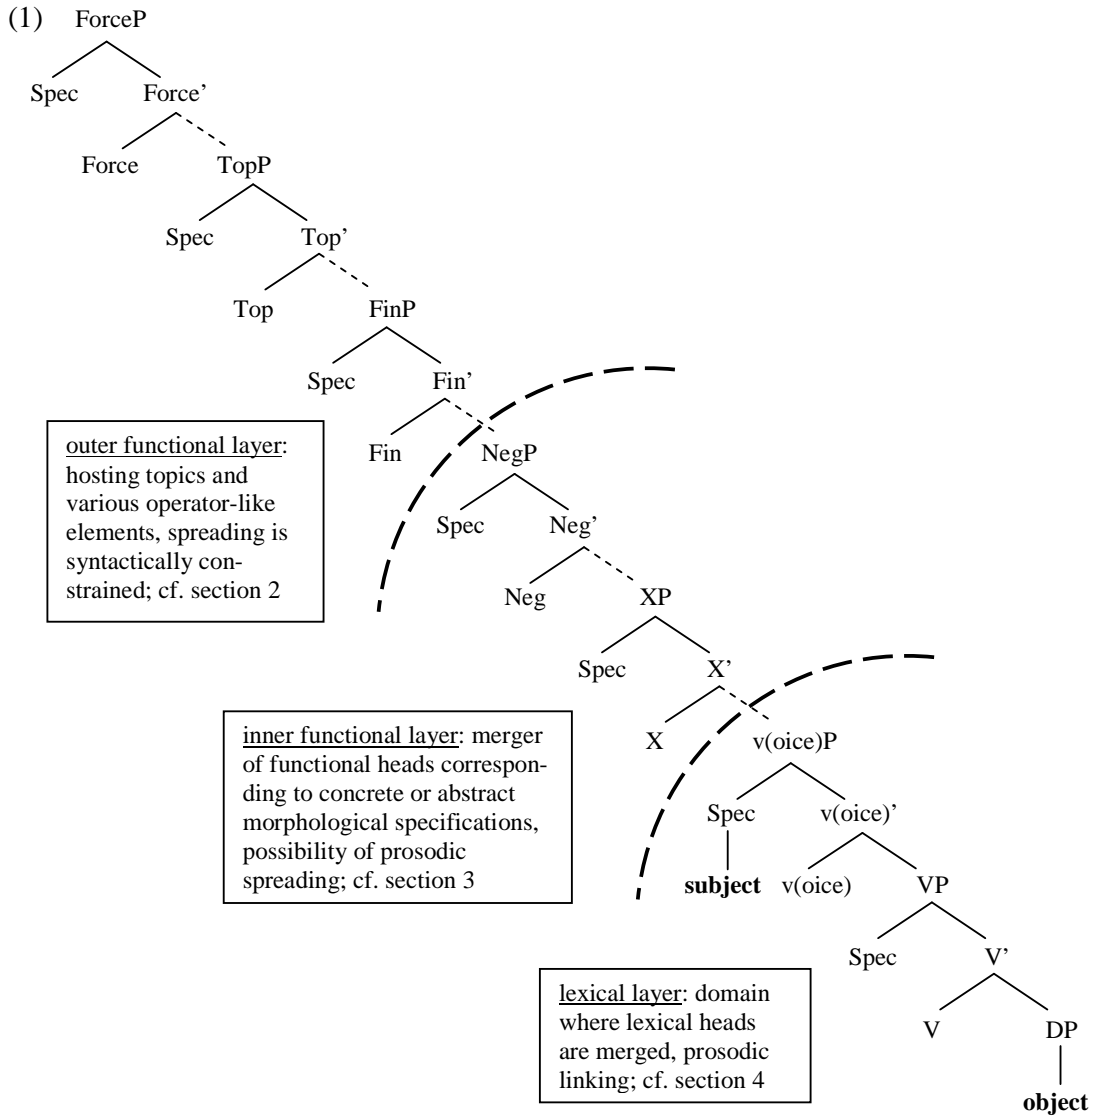 (1) ForceP
Spec Force’
Force TopP
Spec Top’
Top FinP
Spec Fin’
Fin NegP
outer functional layer:
hosting topics and
various operator-like
elements, spreading is
syntactically con-
strained; cf. section 2
Spec Neg’
Neg XP
Spec X’
X v(oice)P
inner functional layer: merger
of functional heads correspon-
ding to concrete or abstract
morphological specifications,
possibility of prosodic
spreading; cf. section 3
Spec v(oice)’
subject v(oice) VP
Spec V’
lexical layer: domain
where lexical heads
are merged, prosodic
linking; cf. section 4
V DP
object